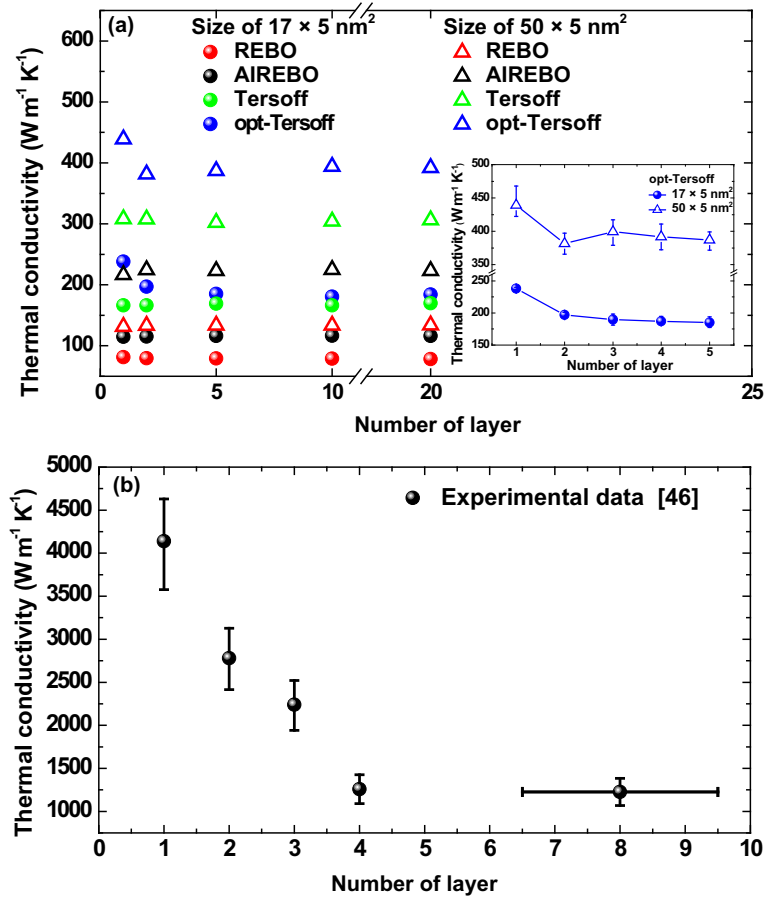 (a)
Size of 17 × 5 nm²
Size of 50 × 5 nm²
REBO
REBO
AIREBO
AIREBO
Tersoff
Tersoff
opt-Tersoff
opt-Tersoff
Thermal conductivity (W m⁻¹ K⁻¹)
600
500
400
300
200
100
0
5
10
20
25
Number of layer
opt-Tersoff
17 × 5 nm²
50 × 5 nm²
Thermal conductivity (W m⁻¹ K⁻¹)
500
450
400
350
250
200
150
1
2
3
4
5
Number of layer
(b)
Experimental data [46]
Thermal conductivity (W m⁻¹ K⁻¹)
5000
4500
4000
3500
3000
2500
2000
1500
1000
0
1
2
3
4
5
6
7
8
9
10
Number of layer